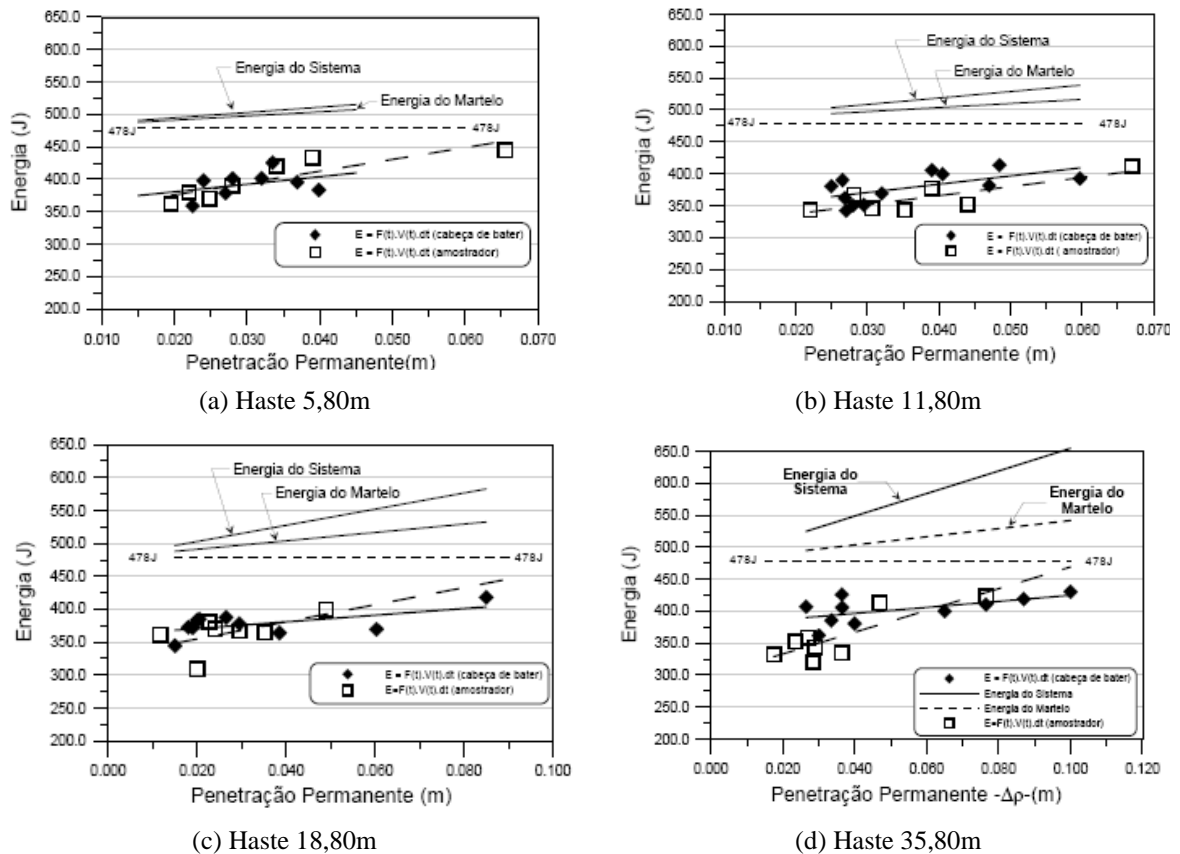 650.0
600.0
550.0
500.0
450.0
400.0
350.0
300.0
250.0
200.0
Energia (J)
Energia do Sistema
Energia do Martelo
478J
478J
E = F(t).V(t).dt (cabeça de bater)
E = F(t).V(t).dt (amostrador)
0.010 0.020 0.030 0.040 0.050 0.060 0.070
Penetração Permanente(m)
(a) Haste 5,80m
650.0
600.0
550.0
500.0
450.0
400.0
350.0
300.0
250.0
200.0
Energia (J)
Energia do Sistema
Energia do Martelo
478J
478J
E = F(t).V(t).dt (cabeça de bater)
E = F(t).V(t).dt ( amostrador)
0.010 0.020 0.030 0.040 0.050 0.060 0.070
Penetração Permanente (m)
(b) Haste 11,80m
650.0
600.0
550.0
500.0
450.0
400.0
350.0
300.0
250.0
200.0
Energia (J)
Energia do Sistema
Energia do Martelo
478J
478J
E = F(t).V(t).dt (cabeça de bater)
E=F(t).V(t).dt (amostrador)
0.000 0.020 0.040 0.060 0.080 0.100
Penetração Permanente (m)
(c) Haste 18,80m
650.0
600.0
550.0
500.0
450.0
400.0
350.0
300.0
250.0
200.0
Energia (J)
Energia do
Sistema
Energia do
Martelo
478J
478J
E = F(t).V(t).dt (cabeça de bater)
Energia do Sistema
Energia do Martelo
E=F(t).V(t).dt (amostrador)
0.000 0.020 0.040 0.060 0.080 0.100 0.120
Penetração Permanente -Δρ-(m)
(d) Haste 35,80m